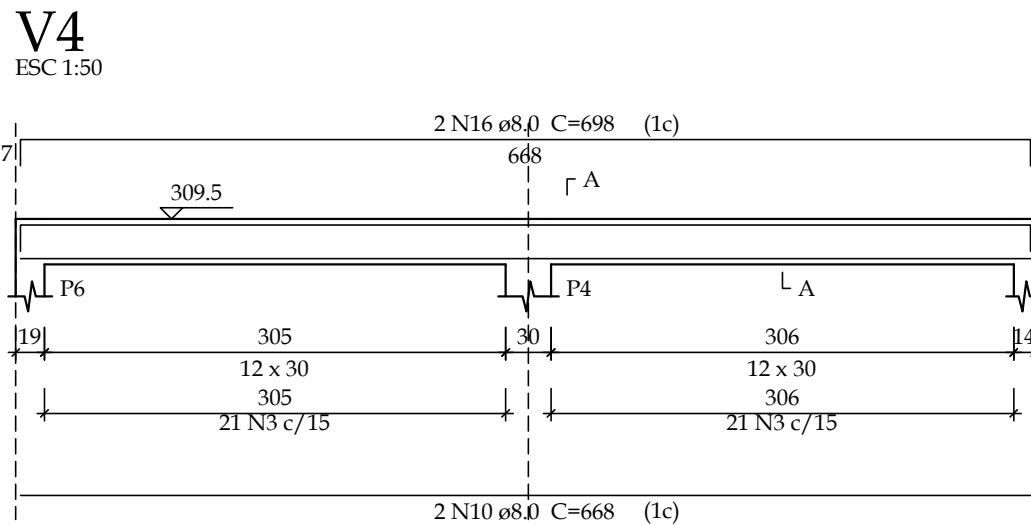 V4
ESC 1:50
2 N16 ø8.0 C=698 (1c)
7
668
A
309.5
P6
P4
A
19
305
30
306
14
12 x 30
12 x 30
305
306
21 N3 c/15
21 N3 c/15
2 N10 ø8.0 C=668 (1c)